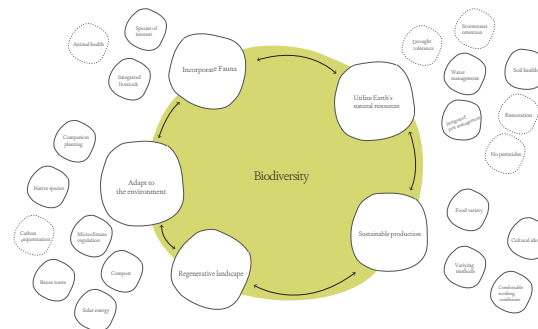 Species of
interest
Animal health
Integrated
livestock
Incorporate Fauna
Drought
tolerance
Stormwater
retention
Water
management
Soil health
Integrated
pest management
Restoration
No pesticides
Utilize Earth's
natural resources
Companion
planting
Native species
Adapt to
the environment
Biodiversity
Sustainable production
Food variety
Cultural ide
Varying
methods
Comfortable
working
conditions
Carbon
sequestration
Microclimate
regulation
Reuse waste
Compost
Solar energy
Regenerative landscape